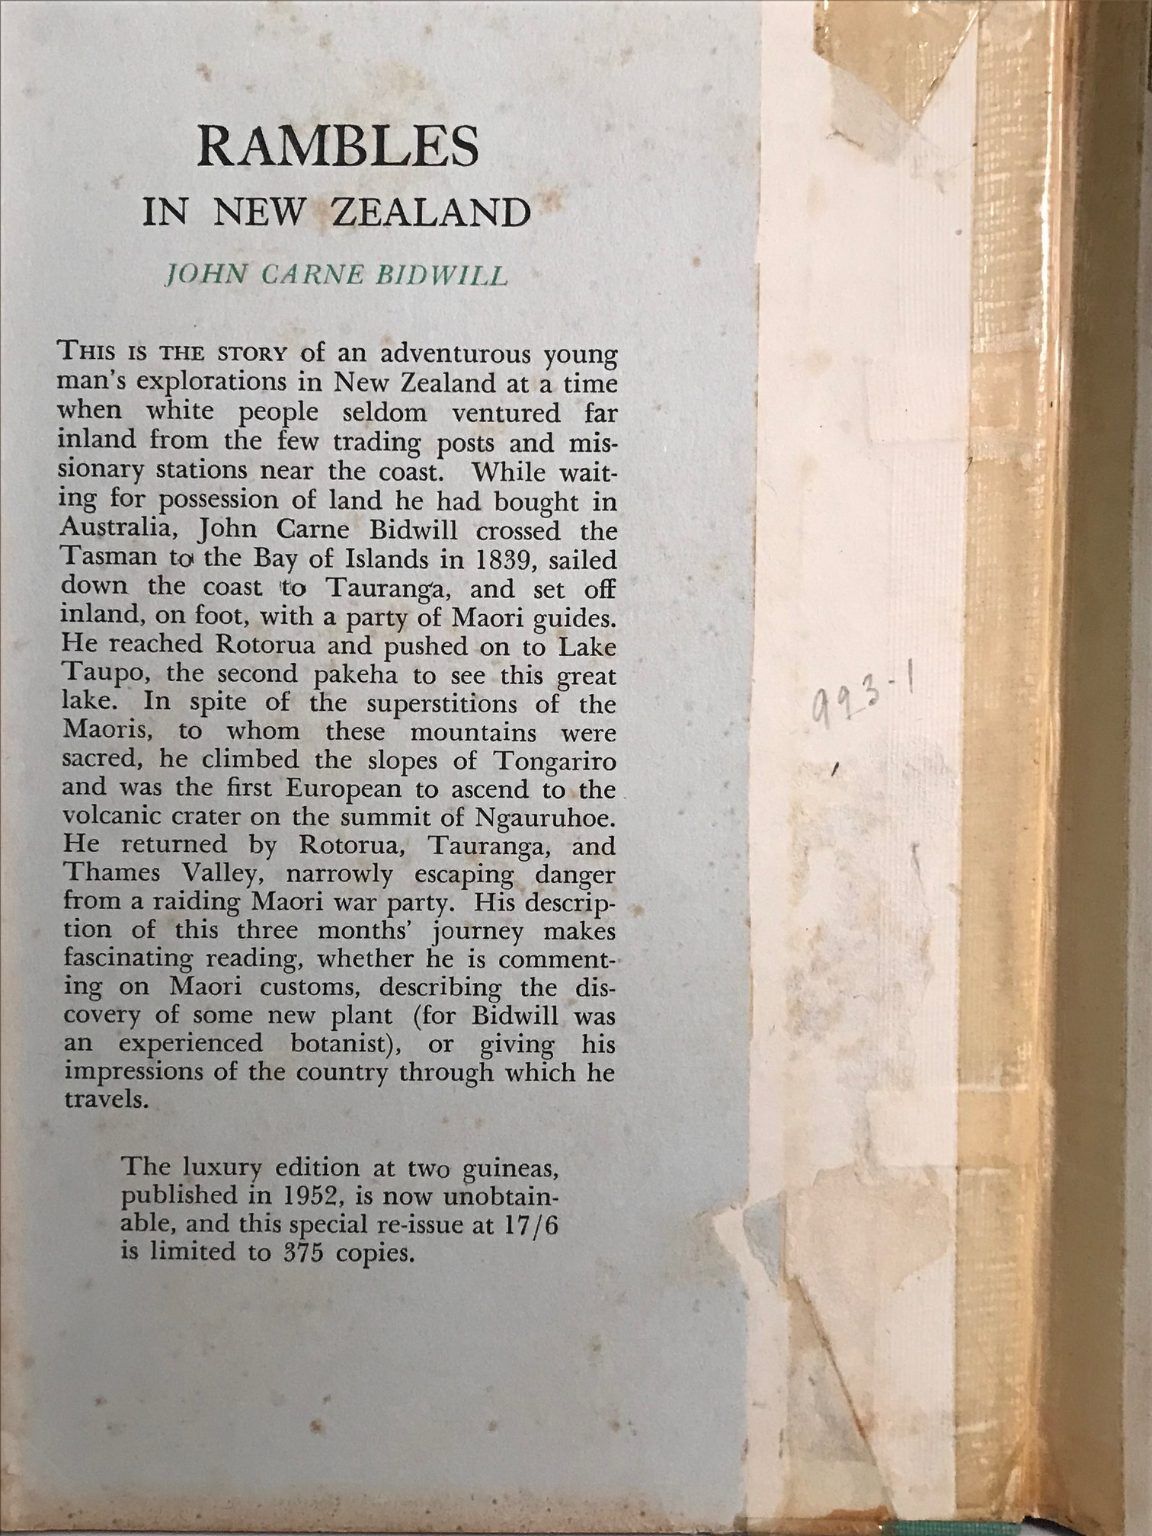 RAMBLES
IN NEW ZEALAND
JOHN CARNE BIDWILL
THIS IS THE STORY of an adventurous young
man's explorations in New Zealand at a time
when white people seldom ventured far
inland from the few trading posts and mis-
sionary stations near the coast. While wait-
ing for possession of land he had bought in
Australia, John Carne Bidwill crossed the
Tasman to the Bay of Islands in 1839, sailed
down the coast to Tauranga, and set off
inland, on foot, with a party of Maori guides.
He reached Rotorua and pushed on to Lake
Taupo, the second pakeha to see this great
lake. In spite of the superstitions of the
Maoris, to whom these mountains were
sacred, he climbed the slopes of Tongariro
and was the first European to ascend to the
volcanic crater on the summit of Ngauruhoe.
He returned by Rotorua, Tauranga, and
Thames Valley, narrowly escaping danger
from a raiding Maori war party. His descrip-
tion of this three months' journey makes
fascinating reading, whether he is comment-
ing on Maori customs, describing the dis-
covery of some new plant (for Bidwill was
an experienced botanist), or giving his
impressions of the country through which he
travels.
The luxury edition at two guineas,
published in 1952, is now unobtain-
able, and this special re-issue at 17/6
is limited to 375 copies.
993-1